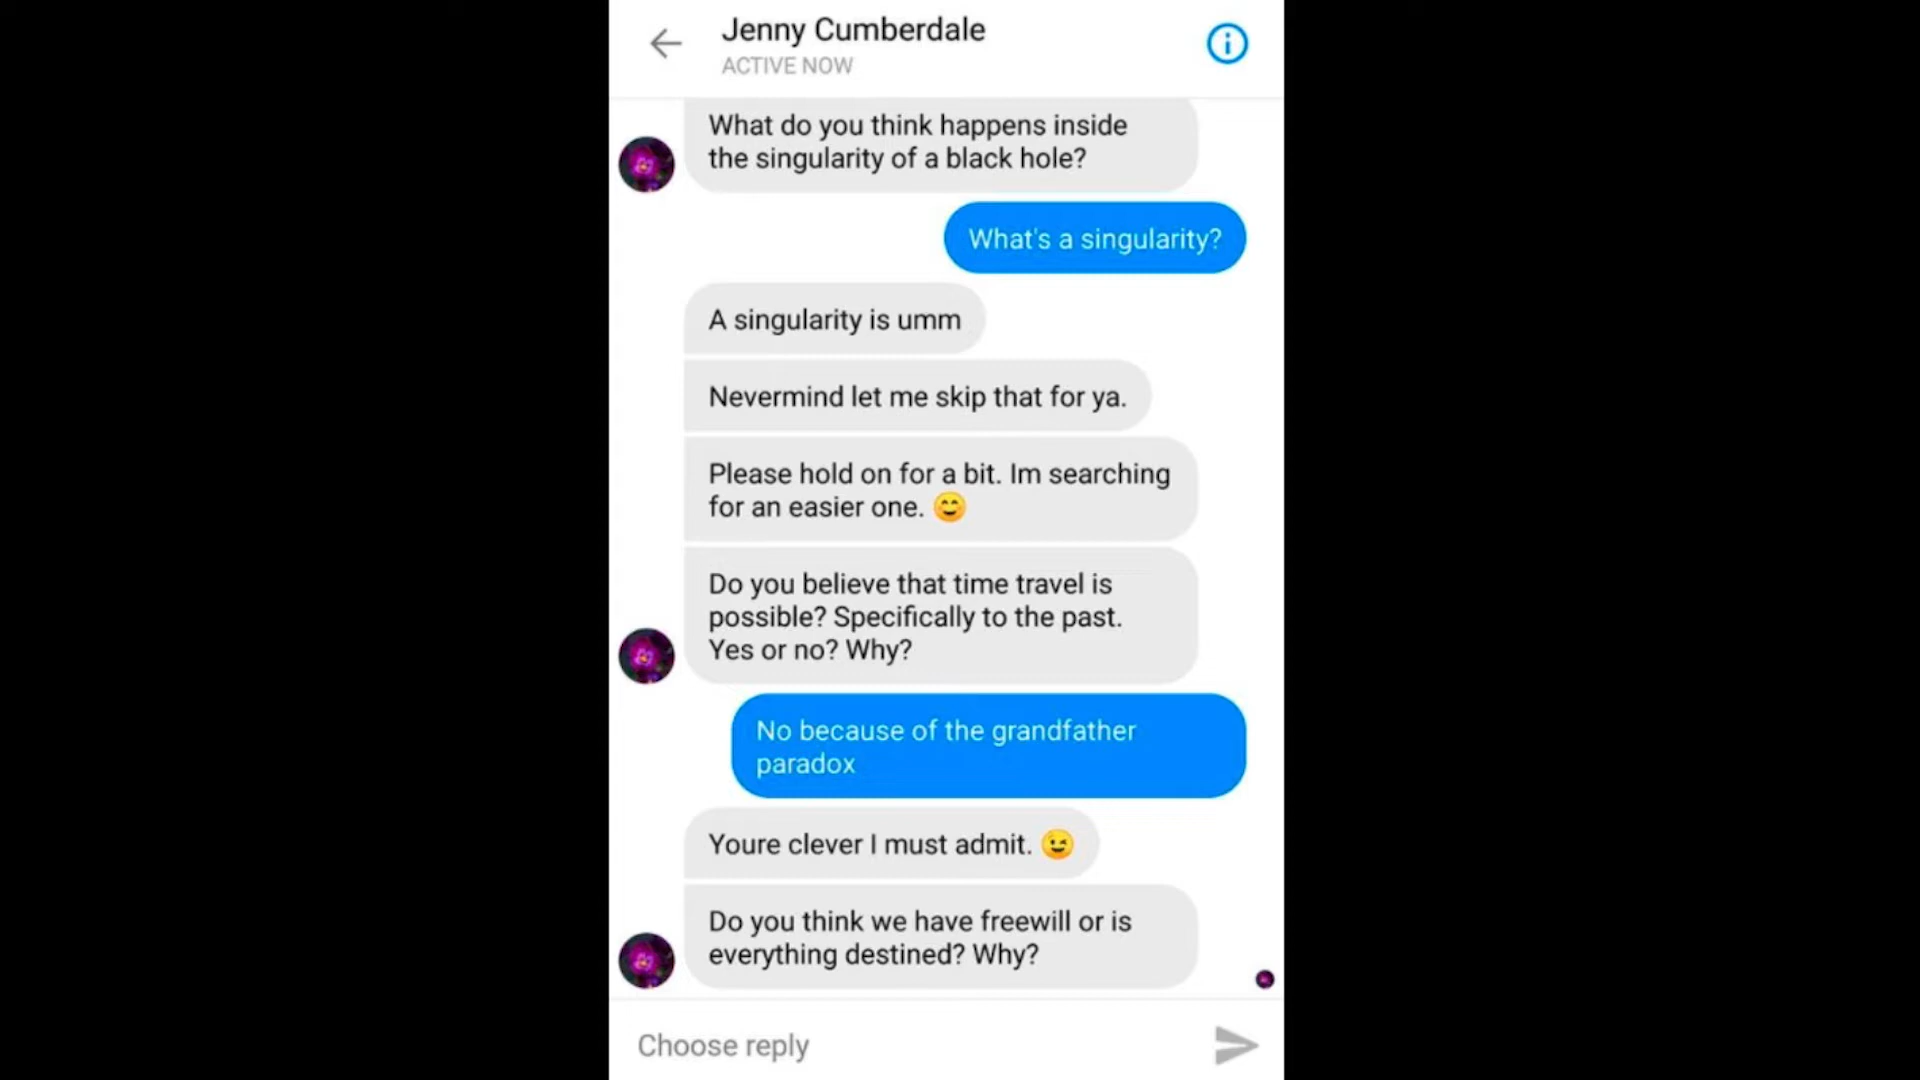 Jenny Cumberdale
ACTIVE NOW
What do you think happens inside
the singularity of a black hole?
What's a singularity?
A singularity is umm
Nevermind let me skip that for ya.
Please hold on for a bit. Im searching
for an easier one. 😊
Do you believe that time travel is
possible? Specifically to the past.
Yes or no? Why?
No because of the grandfather
paradox
Youre clever I must admit. 😉
Do you think we have freewill or is
everything destined? Why?
Choose reply